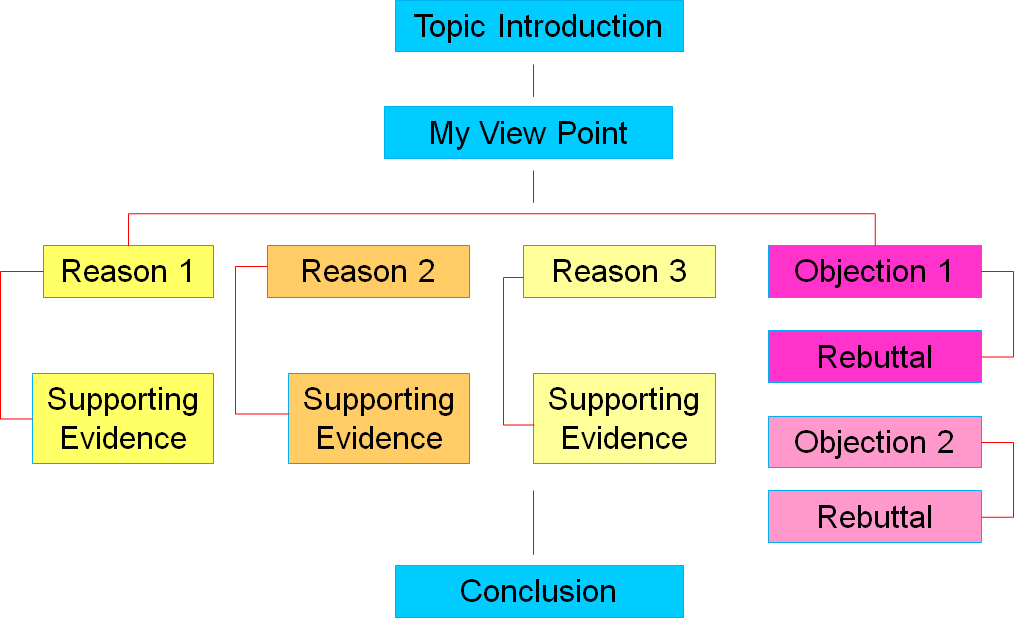 Topic Introduction
My View Point
Reason 1
Reason 2
Reason 3
Objection 1
Rebuttal
Supporting
Evidence
Supporting
Evidence
Supporting
Evidence
Objection 2
Rebuttal
Conclusion